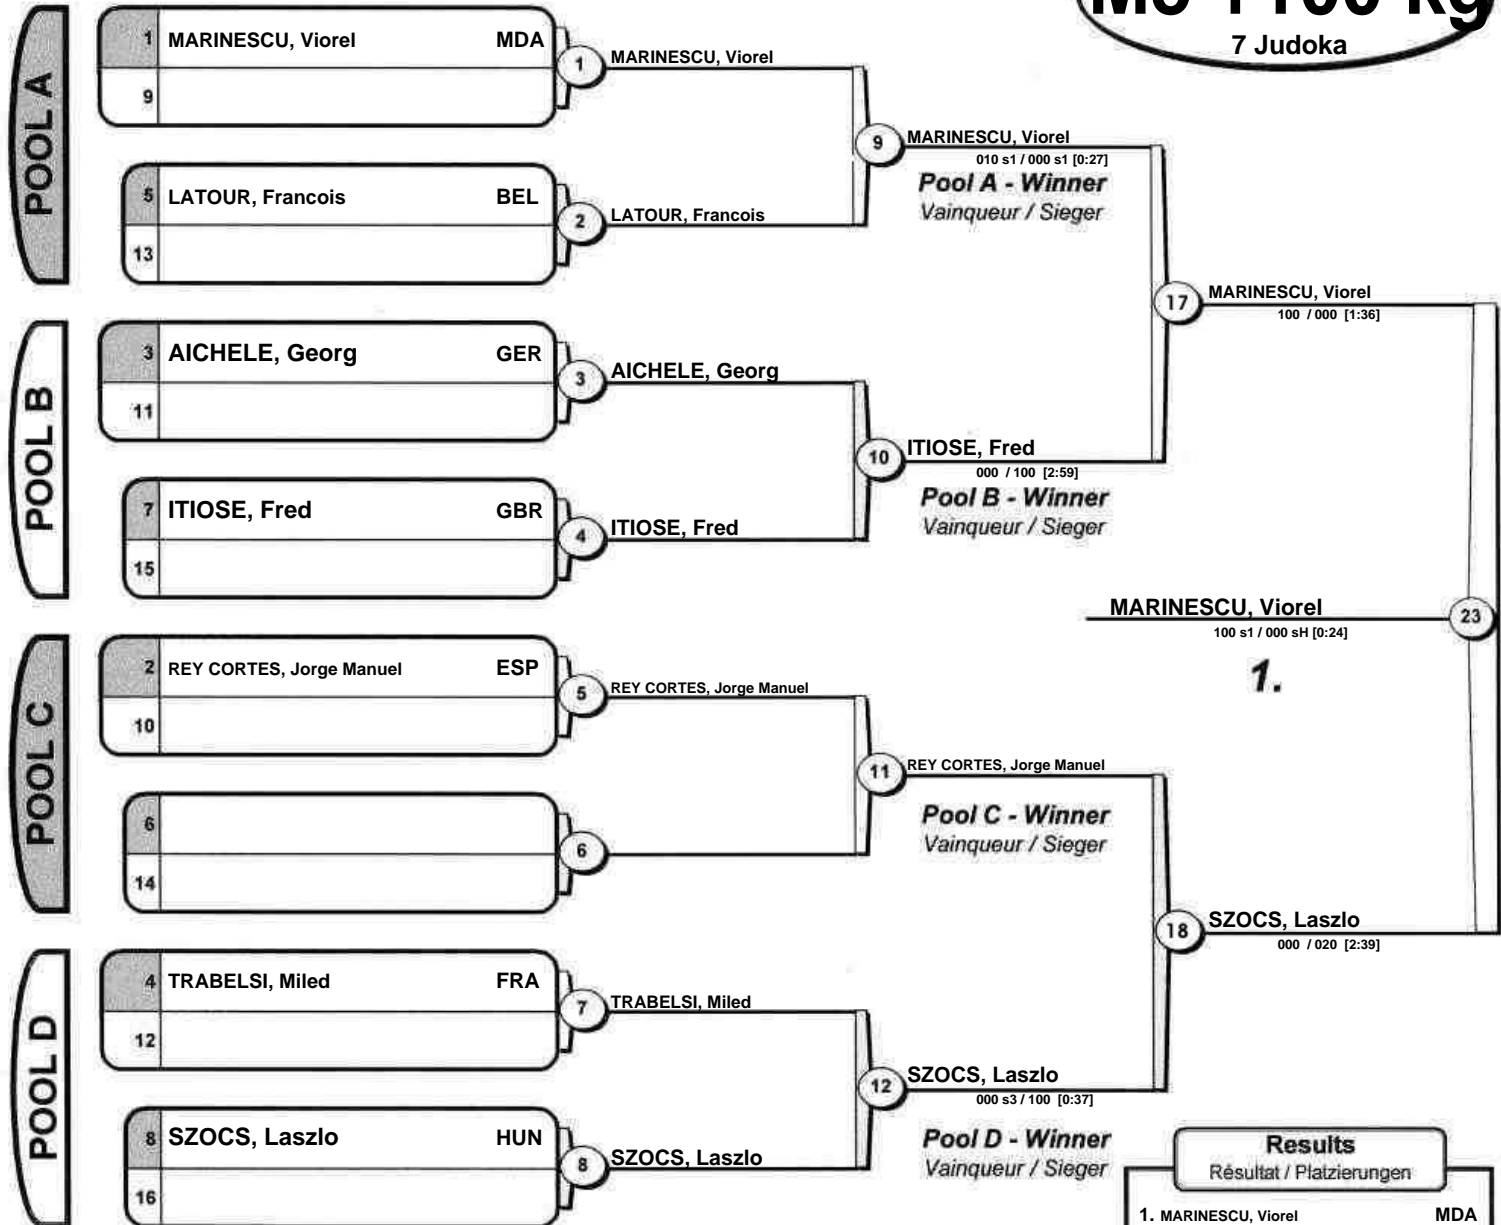 7 Judoka
POOL A
1 MARINESCU, Viorel MDA
9
1 MARINESCU, Viorel
5 LATOUR, Francois BEL
13
2 LATOUR, Francois
9 MARINESCU, Viorel
010 s1 / 000 s1 [0:27]
Pool A - Winner
Vainqueur / Sieger
POOL B
3 AICHELE, Georg GER
11
3 AICHELE, Georg
7 ITIOSE, Fred GBR
15
4 ITIOSE, Fred
10 ITIOSE, Fred
000 / 100 [2:59]
Pool B - Winner
Vainqueur / Sieger
17 MARINESCU, Viorel
100 / 000 [1:36]
MARINESCU, Viorel 23
100 s1 / 000 sH [0:24]
1.
POOL C
2 REY CORTES, Jorge Manuel ESP
10
5 REY CORTES, Jorge Manuel
6
14
6
11 REY CORTES, Jorge Manuel
Pool C - Winner
Vainqueur / Sieger
18 SZOCS, Laszlo
000 / 020 [2:39]
POOL D
4 TRABELSI, Miled FRA
12
7 TRABELSI, Miled
8 SZOCS, Laszlo HUN
16
8 SZOCS, Laszlo
12 SZOCS, Laszlo
000 s3 / 100 [0:37]
Pool D - Winner
Vainqueur / Sieger
Results
Résultat / Platzierungen
1. MARINESCU, Viorel MDA